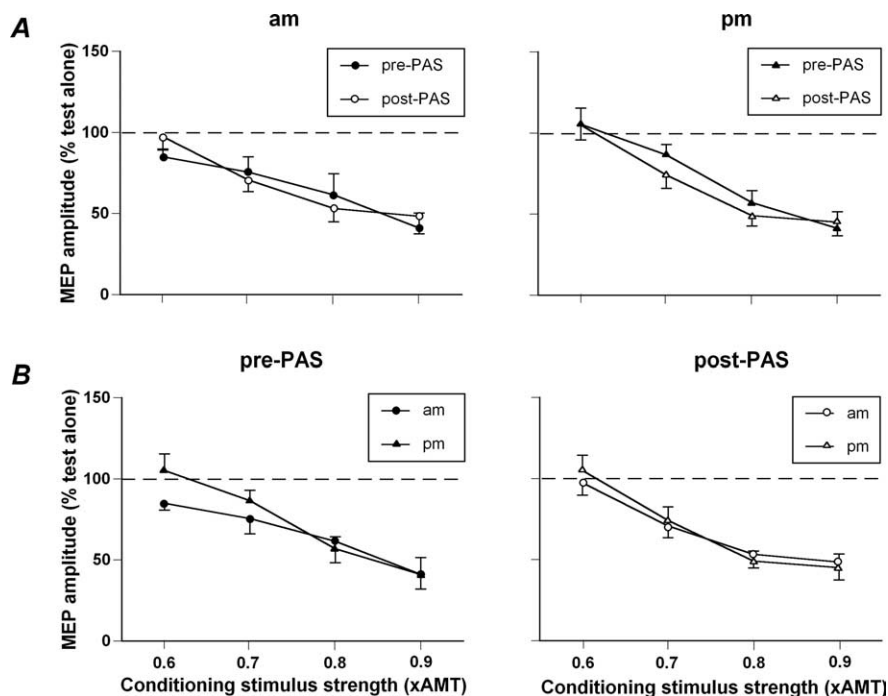 A
am
pm
MEP amplitude (% test alone)
150
100
50
0
pre-PAS
post-PAS
pre-PAS
post-PAS
B
pre-PAS
post-PAS
MEP amplitude (% test alone)
150
100
50
0
am
pm
am
pm
0.6 0.7 0.8 0.9
0.6 0.7 0.8 0.9
Conditioning stimulus strength (xAMT)
Conditioning stimulus strength (xAMT)